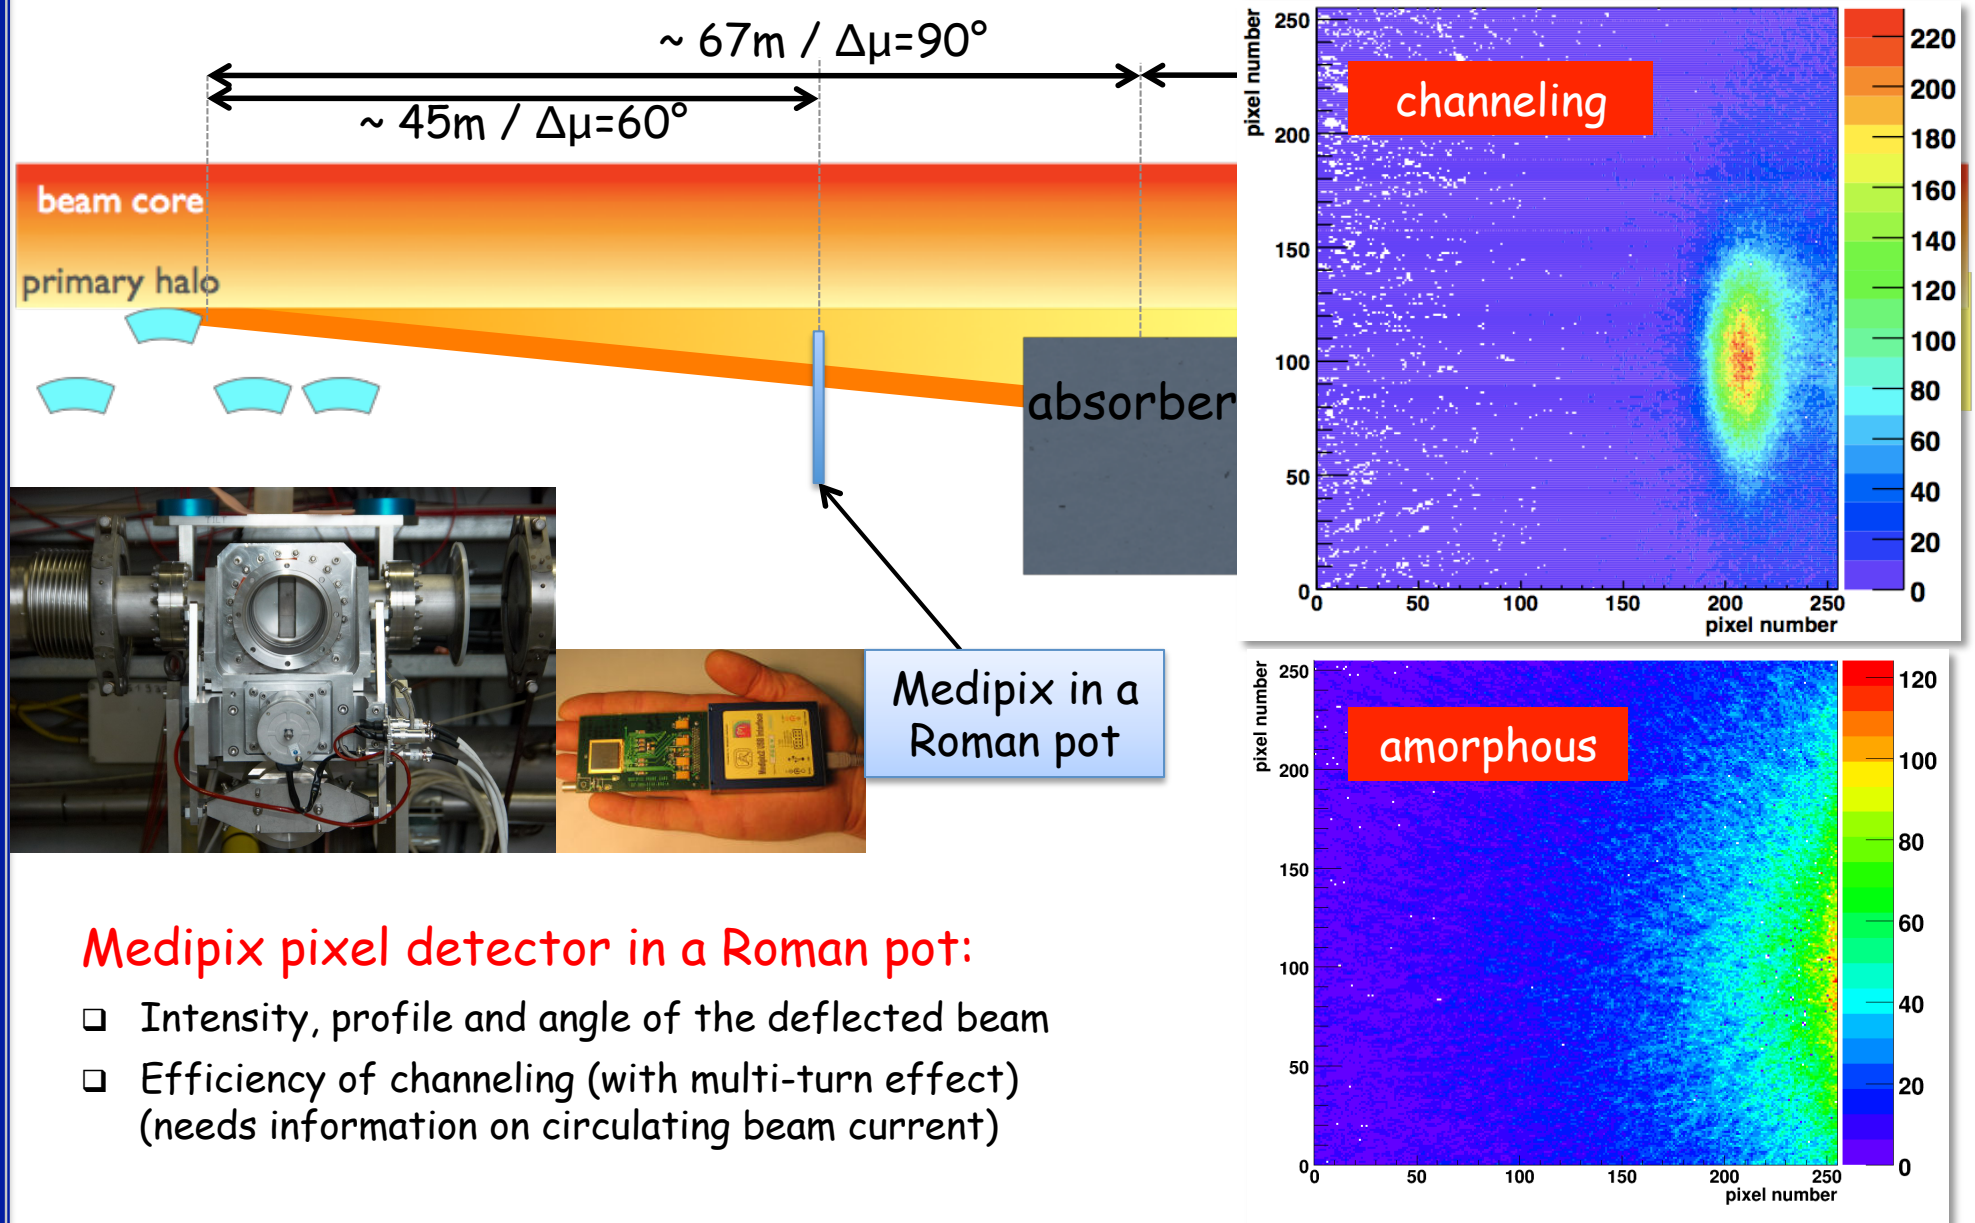 ~ 67m / Δμ=90°
~ 45m / Δμ=60°
beam core
primary halo
absorber
Medipix in a
Roman pot
Medipix pixel detector in a Roman pot:
❑ Intensity, profile and angle of the deflected beam
❑ Efficiency of channeling (with multi-turn effect)
(needs information on circulating beam current)
channeling
pixel number
250
200
150
100
50
0
0 50 100 150 200 250
pixel number
220
200
180
160
140
120
100
80
60
40
20
0
amorphous
pixel number
250
200
150
100
50
0
0 50 100 150 200 250
pixel number
120
100
80
60
40
20
0
Medipix2 USB Interface